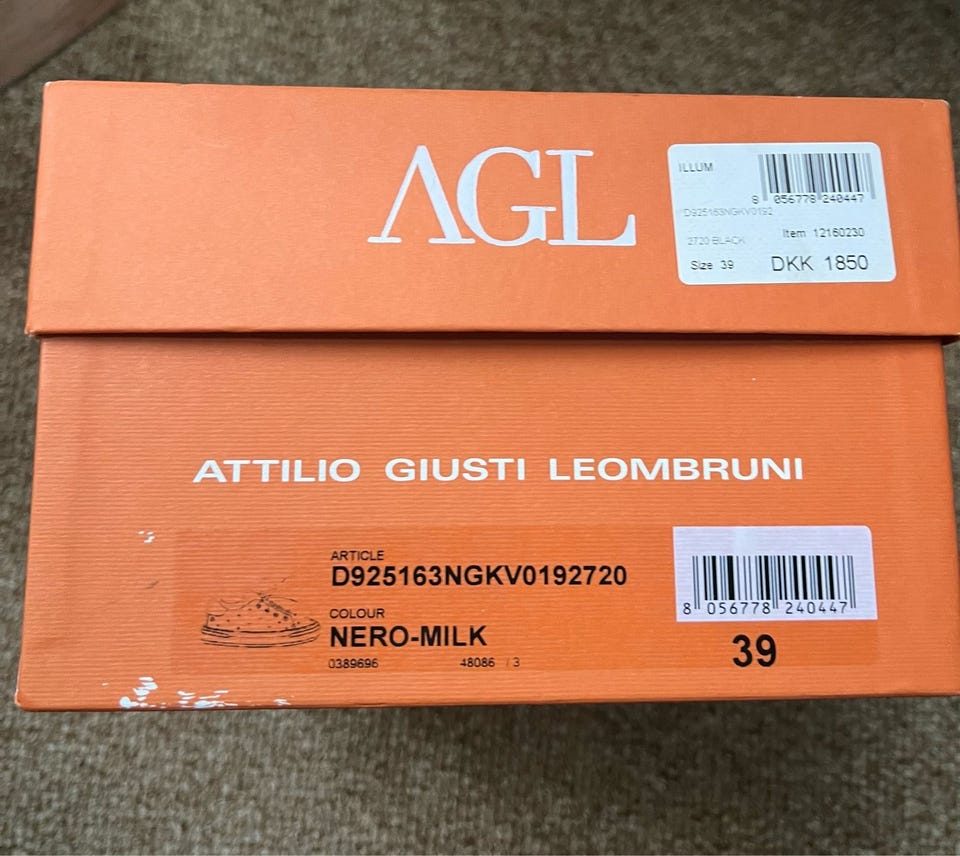 AGL
ILLUM
8 056778 240447
D925163NGKV0192
2720 BLACK Item 12160230
Size 39 DKK 1850
ATTILIO GIUSTI LEOMBRUNI
ARTICLE
D925163NGKV0192720
COLOUR
NERO-MILK
0389696 48086 / 3
8 056778 240447
39